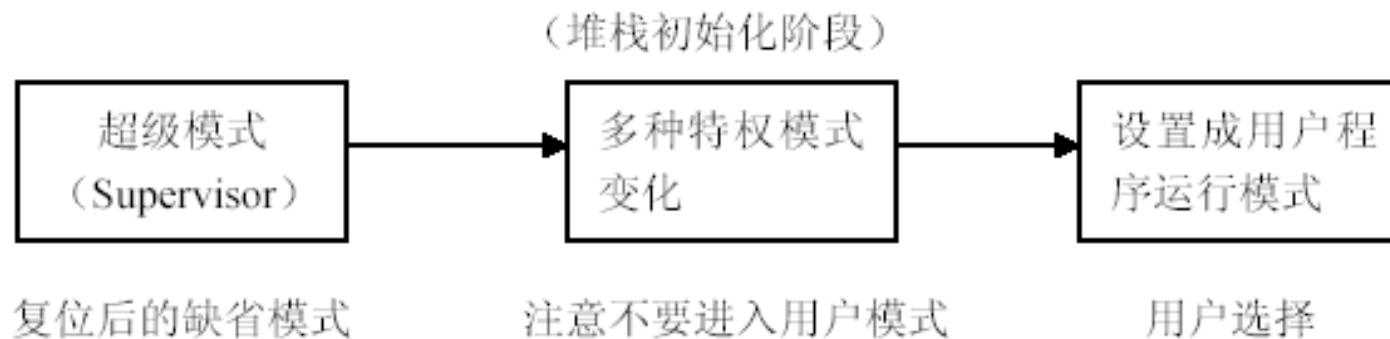 （堆栈初始化阶段）
超级模式
（Supervisor）
多种特权模式
变化
设置成用户程
序运行模式
复位后的缺省模式
注意不要进入用户模式
用户选择